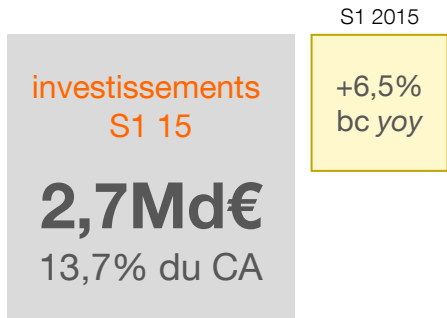 S1 2015
investissements
S1 15
2,7Md€
13,7% du CA
+6,5%
bc yoy